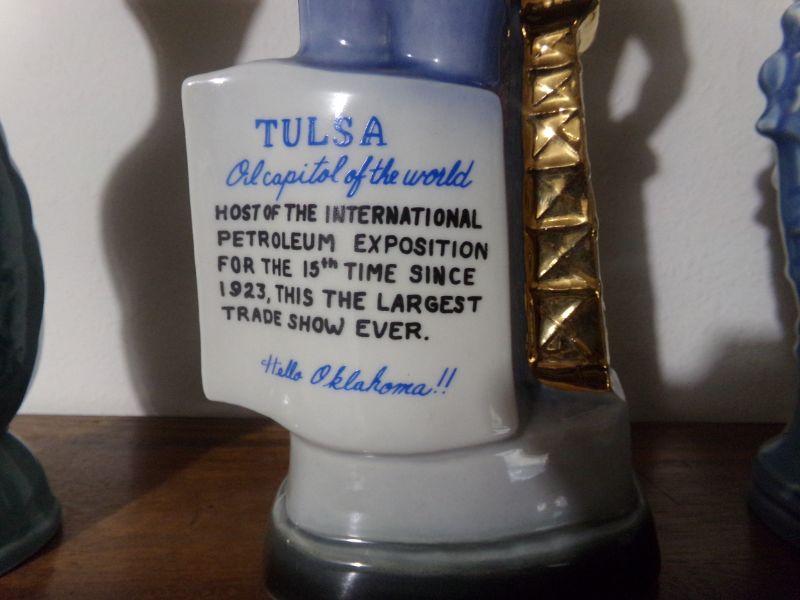 TULSA
Oil capitol of the world
HOST OF THE INTERNATIONAL
PETROLEUM EXPOSITION
FOR THE 15th TIME SINCE
1923, THIS THE LARGEST
TRADE SHOW EVER.
Hello Oklahoma!!